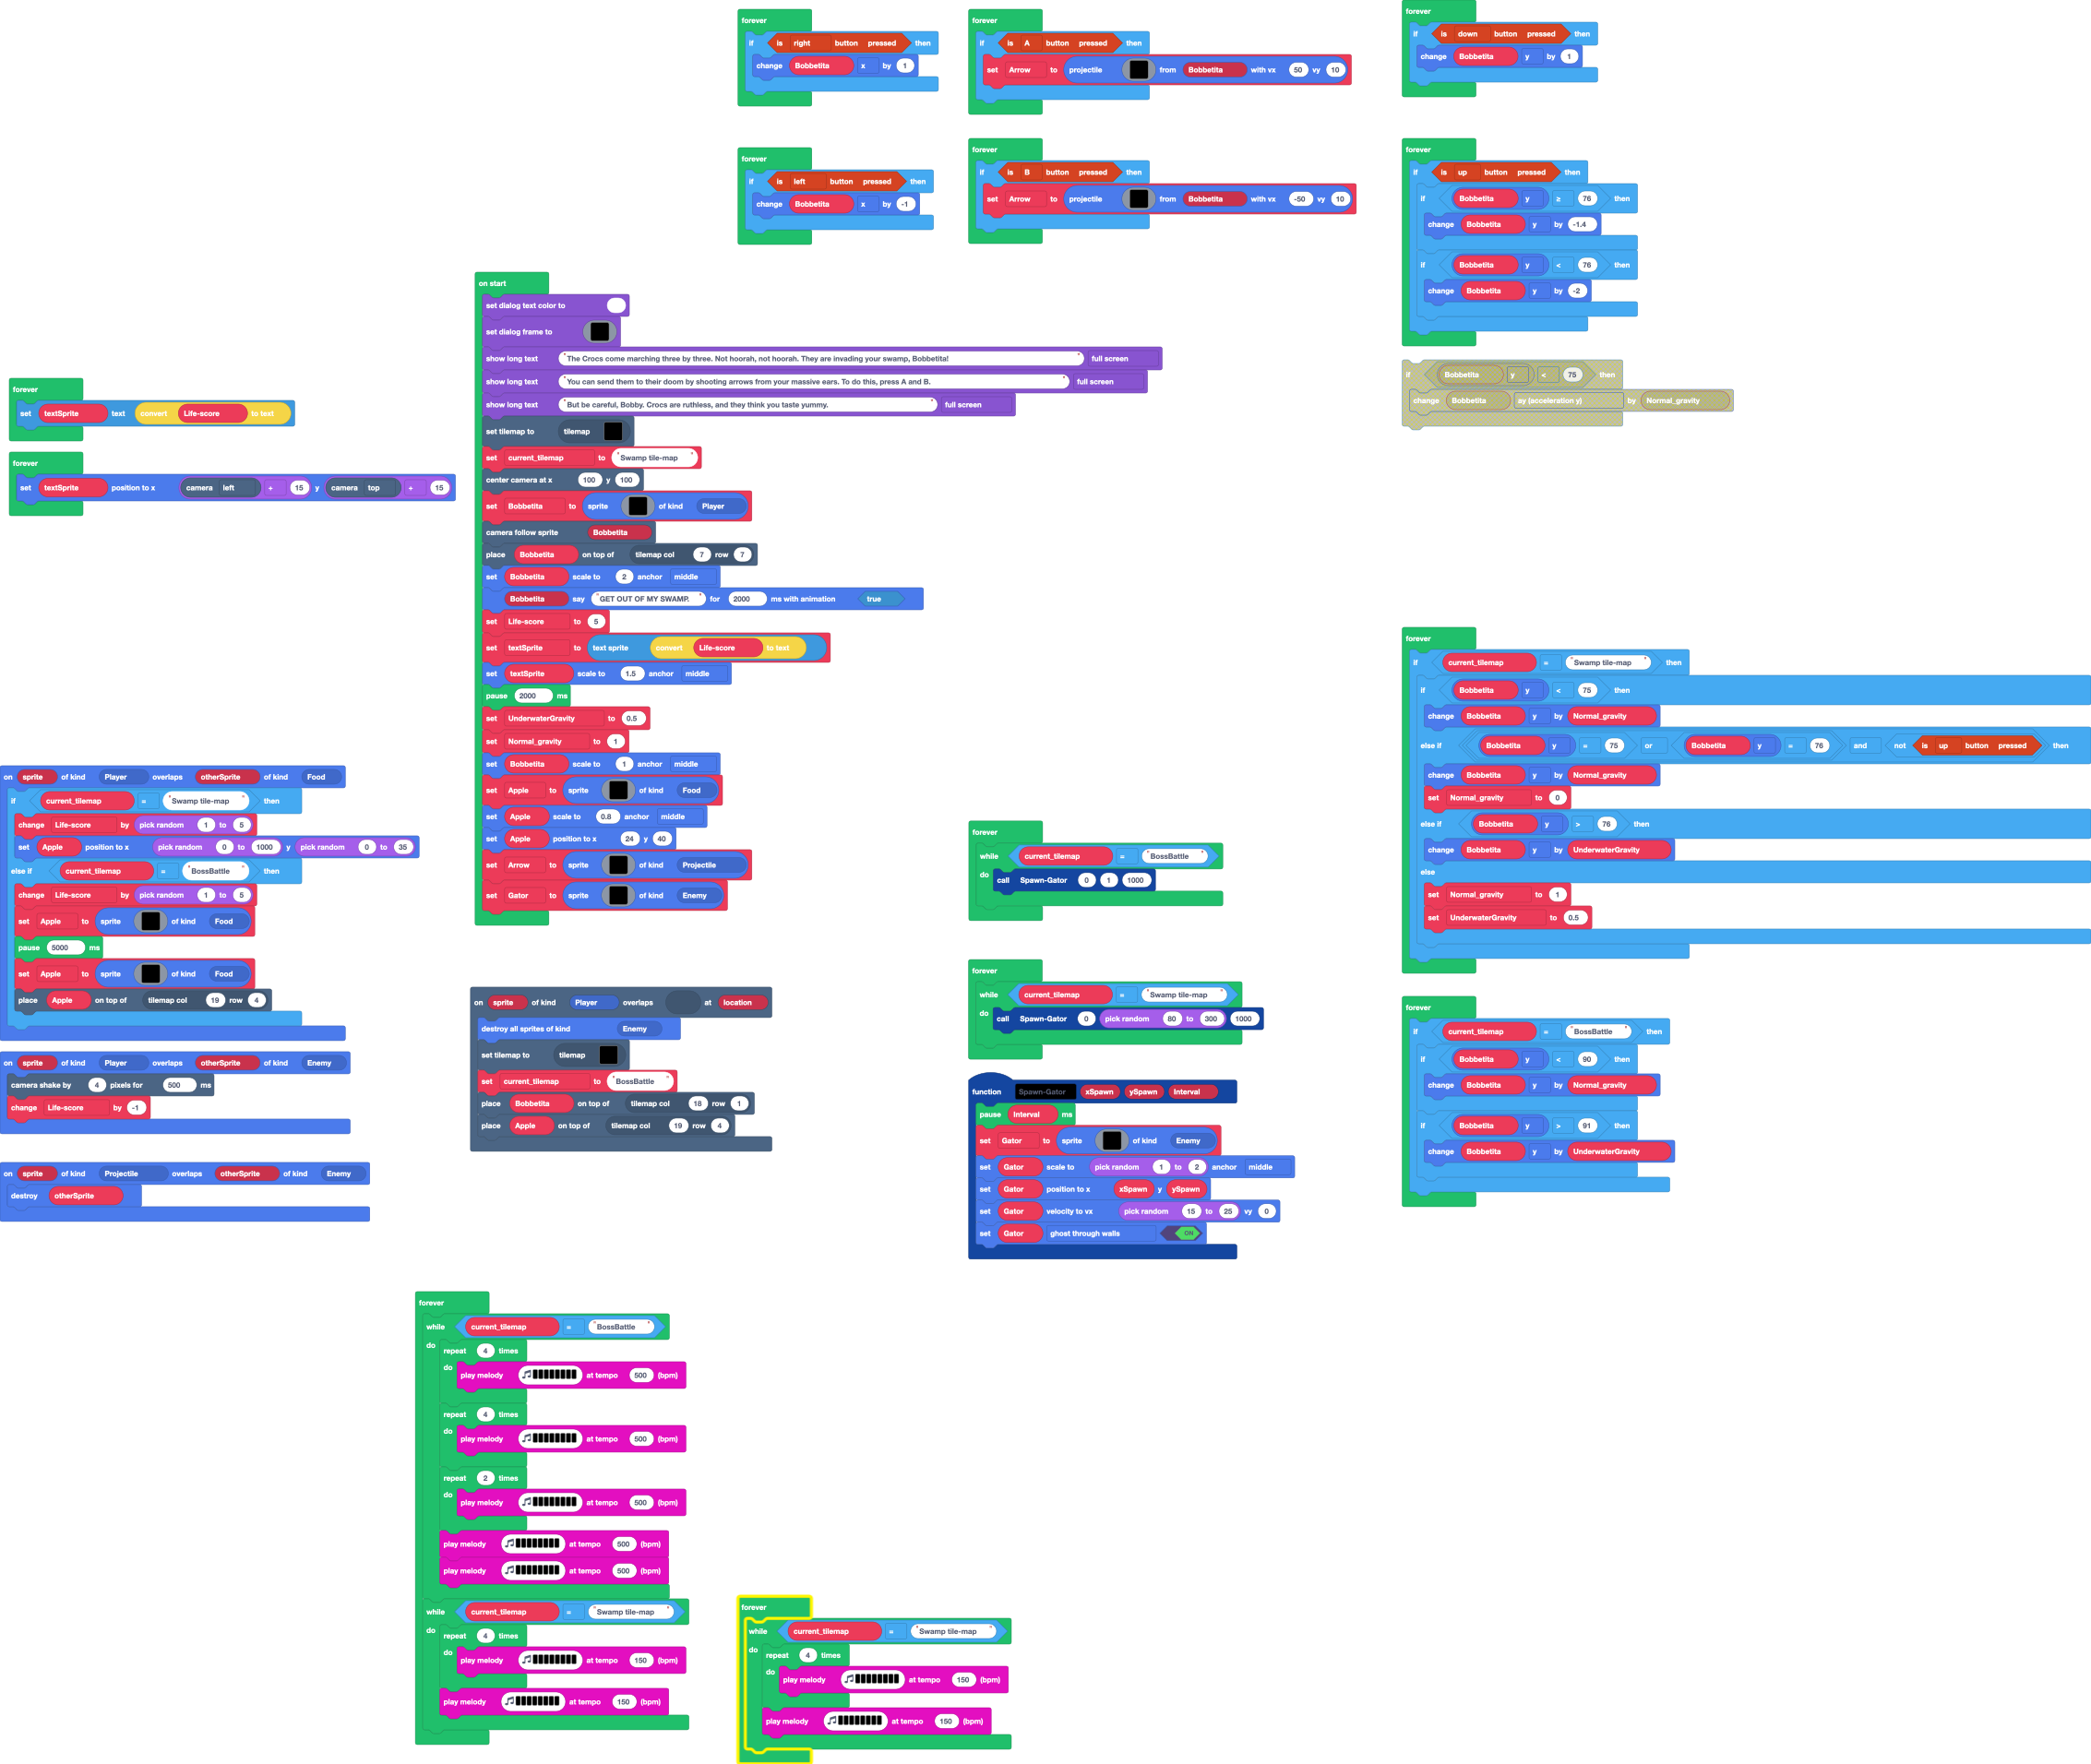 forever
if is right button pressed then
change Bobbetita x by 1
forever
if is A button pressed then
set Arrow to projectile from Bobbetita with vx 50 vy 10
forever
if is down button pressed then
change Bobbetita y by 1
forever
if is left button pressed then
change Bobbetita x by -1
forever
if is B button pressed then
set Arrow to projectile from Bobbetita with vx -50 vy 10
forever
if is up button pressed then
if Bobbetita y ≥ 76 then
change Bobbetita y by -1.4
if Bobbetita y < 76 then
change Bobbetita y by -2
if Bobbetita y < 75 then
change Bobbetita ay (acceleration y) by Normal_gravity
forever
set textSprite text convert Life-score to text
forever
set textSprite position to x camera left + 15 y camera top + 15
on start
set dialog text color to
set dialog frame to
show long text "The Crocs come marching three by three. Not hoorah, not hoorah. They are invading your swamp, Bobbetita!" full screen
show long text "You can send them to their doom by shooting arrows from your massive ears. To do this, press A and B." full screen
show long text "But be careful, Bobby. Crocs are ruthless, and they think you taste yummy." full screen
set tilemap to tilemap
set current_tilemap to "Swamp tile-map"
center camera at x 100 y 100
set Bobbetita to sprite of kind Player
camera follow sprite Bobbetita
place Bobbetita on top of tilemap col 7 row 7
set Bobbetita scale to 2 anchor middle
Bobbetita say "GET OUT OF MY SWAMP." for 2000 ms with animation true
set Life-score to 5
set textSprite to text sprite convert Life-score to text
set textSprite scale to 1.5 anchor middle
pause 2000 ms
set UnderwaterGravity to 0.5
set Normal_gravity to 1
set Bobbetita scale to 1 anchor middle
set Apple to sprite of kind Food
set Apple scale to 0.8 anchor middle
set Apple position to x 24 y 40
set Arrow to sprite of kind Projectile
set Gator to sprite of kind Enemy
forever
if current_tilemap = "Swamp tile-map" then
if Bobbetita y < 75 then
change Bobbetita y by Normal_gravity
else if Bobbetita y = 75 or Bobbetita y = 76 and not is up button pressed then
change Bobbetita y by Normal_gravity
set Normal_gravity to 0
else if Bobbetita y > 76 then
change Bobbetita y by UnderwaterGravity
else
set Normal_gravity to 1
set UnderwaterGravity to 0.5
on sprite of kind Player overlaps otherSprite of kind Food
if current_tilemap = "Swamp tile-map" then
change Life-score by pick random 1 to 5
set Apple position to x pick random 0 to 1000 y pick random 0 to 35
else if current_tilemap = "BossBattle" then
change Life-score by pick random 1 to 5
set Apple to sprite of kind Food
pause 5000 ms
set Apple to sprite of kind Food
place Apple on top of tilemap col 19 row 4
on sprite of kind Player overlaps otherSprite of kind Enemy
camera shake by 4 pixels for 500 ms
change Life-score by -1
on sprite of kind Projectile overlaps otherSprite of kind Enemy
destroy otherSprite
on sprite of kind Player overlaps at location
destroy all sprites of kind Enemy
set tilemap to tilemap
set current_tilemap to "BossBattle"
place Bobbetita on top of tilemap col 18 row 1
place Apple on top of tilemap col 19 row 4
forever
while current_tilemap = "BossBattle"
do call Spawn-Gator 0 1 1000
forever
while current_tilemap = "Swamp tile-map"
do call Spawn-Gator 0 pick random 80 to 300 1000
function Spawn-Gator xSpawn ySpawn Interval
pause Interval ms
set Gator to sprite of kind Enemy
set Gator scale to pick random 1 to 2 anchor middle
set Gator position to x xSpawn y ySpawn
set Gator velocity to vx pick random 15 to 25 vy 0
set Gator ghost through walls ON
forever
if current_tilemap = "BossBattle" then
if Bobbetita y < 90 then
change Bobbetita y by Normal_gravity
if Bobbetita y > 91 then
change Bobbetita y by UnderwaterGravity
forever
while current_tilemap = "BossBattle"
do repeat 4 times
do play melody at tempo 500 (bpm)
repeat 4 times
do play melody at tempo 500 (bpm)
repeat 2 times
do play melody at tempo 500 (bpm)
play melody at tempo 500 (bpm)
play melody at tempo 500 (bpm)
while current_tilemap = "Swamp tile-map"
do repeat 4 times
do play melody at tempo 150 (bpm)
play melody at tempo 150 (bpm)
forever
while current_tilemap = "Swamp tile-map"
do repeat 4 times
do play melody at tempo 150 (bpm)
play melody at tempo 150 (bpm)